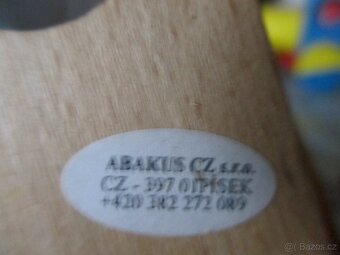 ABAKUS CZ s.r.o.
CZ - 397 01PÍSEK
+420 382 272 089
© Bazos.cz